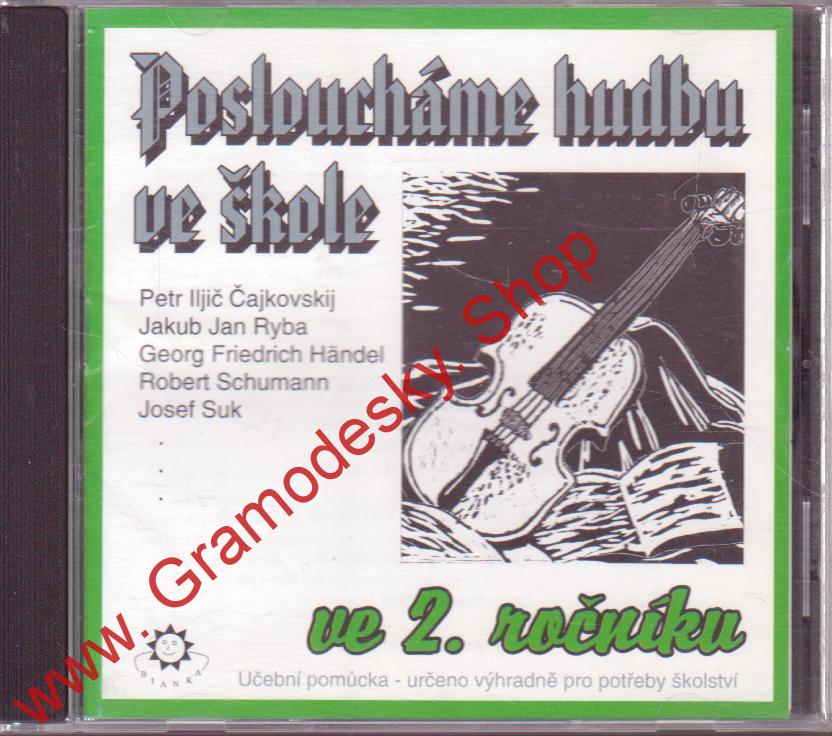 Posloucháme hudbu
ve škole
Petr Iljič Čajkovskij
Jakub Jan Ryba
Georg Friedrich Händel
Robert Schumann
Josef Suk
.
.
.
ve 2. ročníku
BIANKA
Učební pomůcka - určeno výhradně pro potřeby školství
www. Gramodesky. Shop